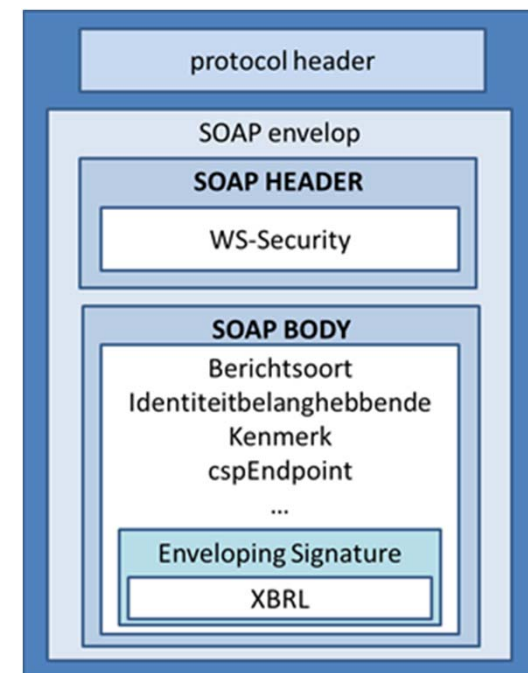 protocol header
SOAP envelop
SOAP HEADER
WS-Security
SOAP BODY
Berichtsoort
Identiteitbelanghebbende
Kenmerk
cspEndpoint
...
Enveloping Signature
XBRL